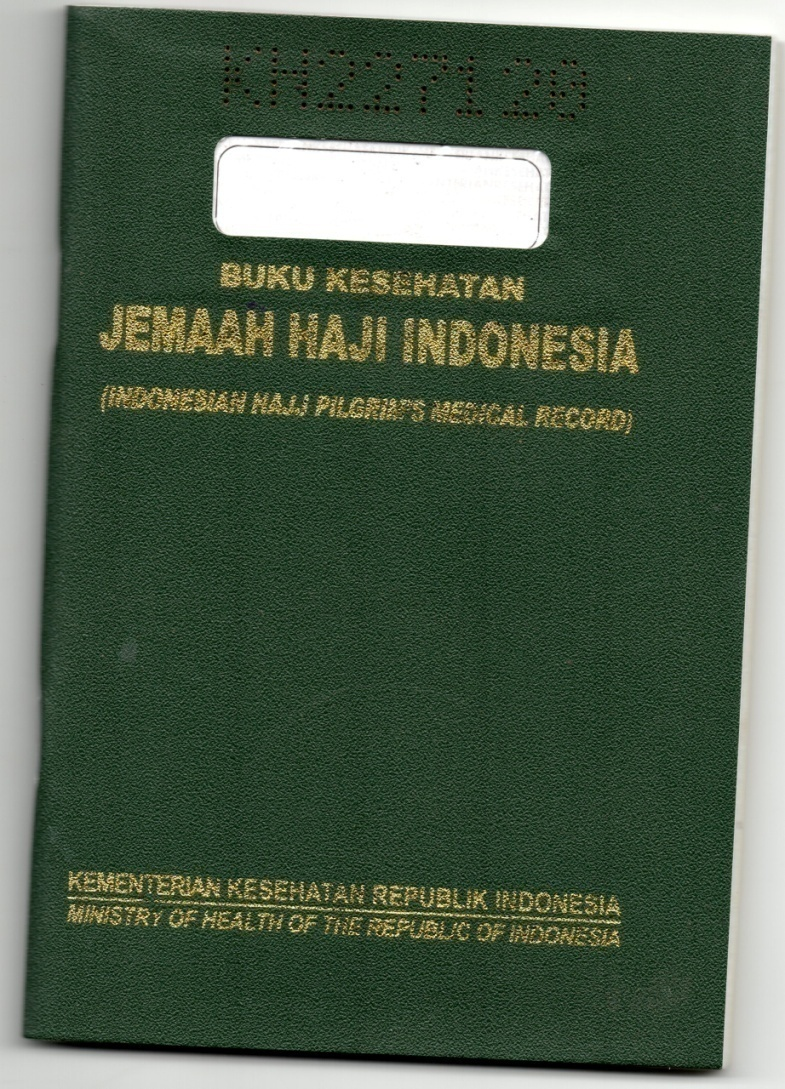 KH227120
BUKU KESEHATAN
JEMAAH HAJI INDONESIA
(INDONESIAN HAJJ PILGRIM'S MEDICAL RECORD)
KEMENTERIAN KESEHATAN REPUBLIK INDONESIA
MINISTRY OF HEALTH OF THE REPUBLIC OF INDONESIA